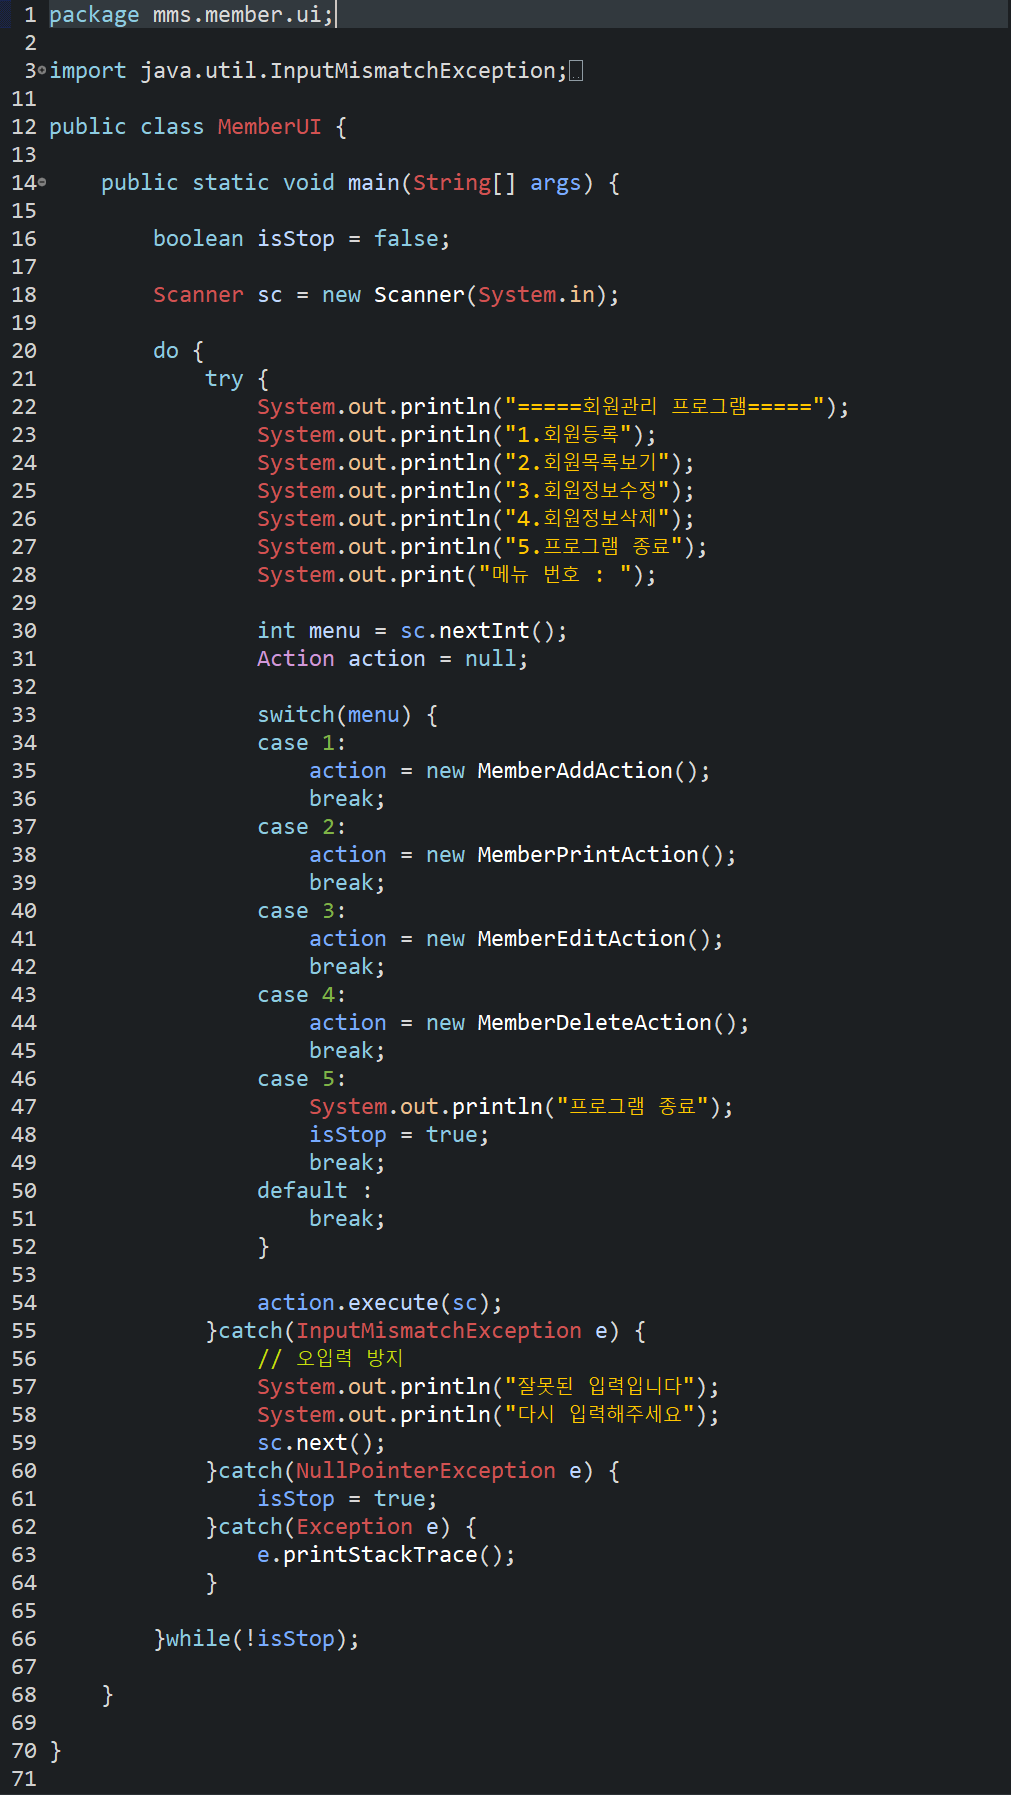 1 package mms.member.ui;
2
3 import java.util.InputMismatchException;
11
12 public class MemberUI {
13
14     public static void main(String[] args) {
15
16         boolean isStop = false;
17
18         Scanner sc = new Scanner(System.in);
19
20         do {
21             try {
22                 System.out.println("=====회원관리 프로그램=====");
23                 System.out.println("1.회원등록");
24                 System.out.println("2.회원목록보기");
25                 System.out.println("3.회원정보수정");
26                 System.out.println("4.회원정보삭제");
27                 System.out.println("5.프로그램 종료");
28                 System.out.print("메뉴 번호 : ");
29
30                 int menu = sc.nextInt();
31                 Action action = null;
32
33                 switch(menu) {
34                 case 1:
35                     action = new MemberAddAction();
36                     break;
37                 case 2:
38                     action = new MemberPrintAction();
39                     break;
40                 case 3:
41                     action = new MemberEditAction();
42                     break;
43                 case 4:
44                     action = new MemberDeleteAction();
45                     break;
46                 case 5:
47                     System.out.println("프로그램 종료");
48                     isStop = true;
49                     break;
50                 default :
51                     break;
52                 }
53
54                 action.execute(sc);
55             }catch(InputMismatchException e) {
56                 // 오입력 방지
57                 System.out.println("잘못된 입력입니다");
58                 System.out.println("다시 입력해주세요");
59                 sc.next();
60             }catch(NullPointerException e) {
61                 isStop = true;
62             }catch(Exception e) {
63                 e.printStackTrace();
64             }
65
66         }while(!isStop);
67
68     }
69
70 }
71